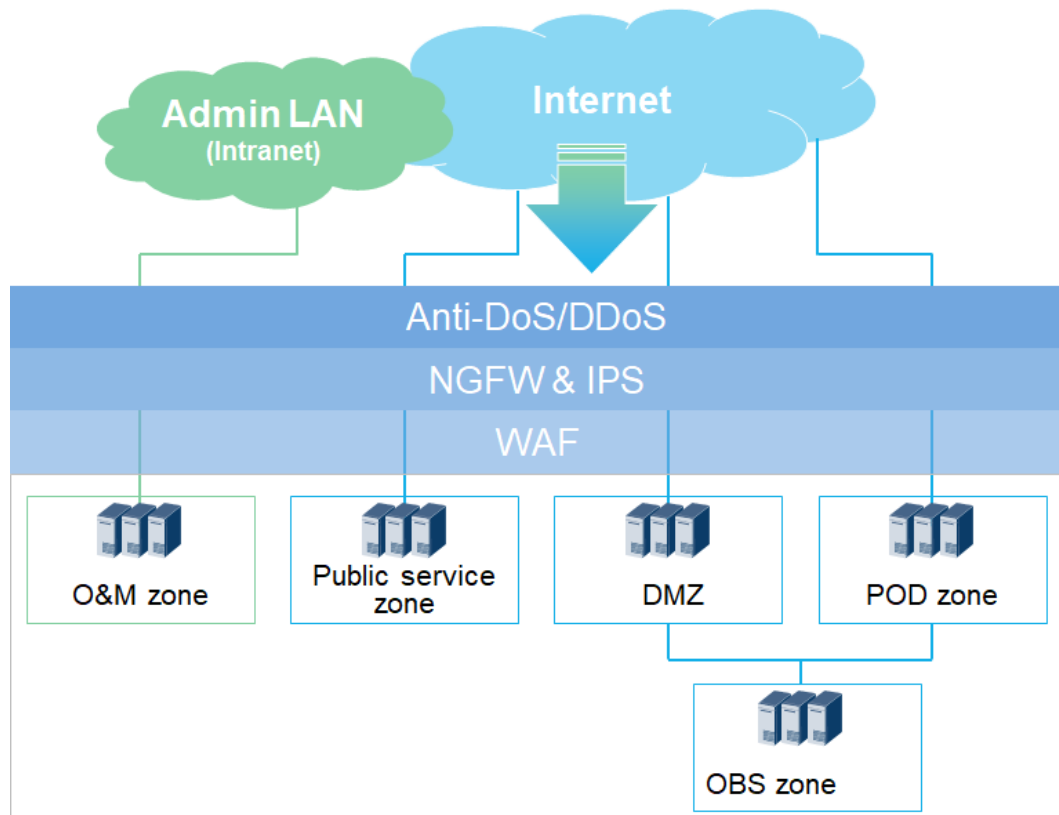 Admin LAN
(Intranet)
Internet
Anti-DoS/DDoS
NGFW & IPS
WAF
O&M zone
Public service
zone
DMZ
POD zone
OBS zone